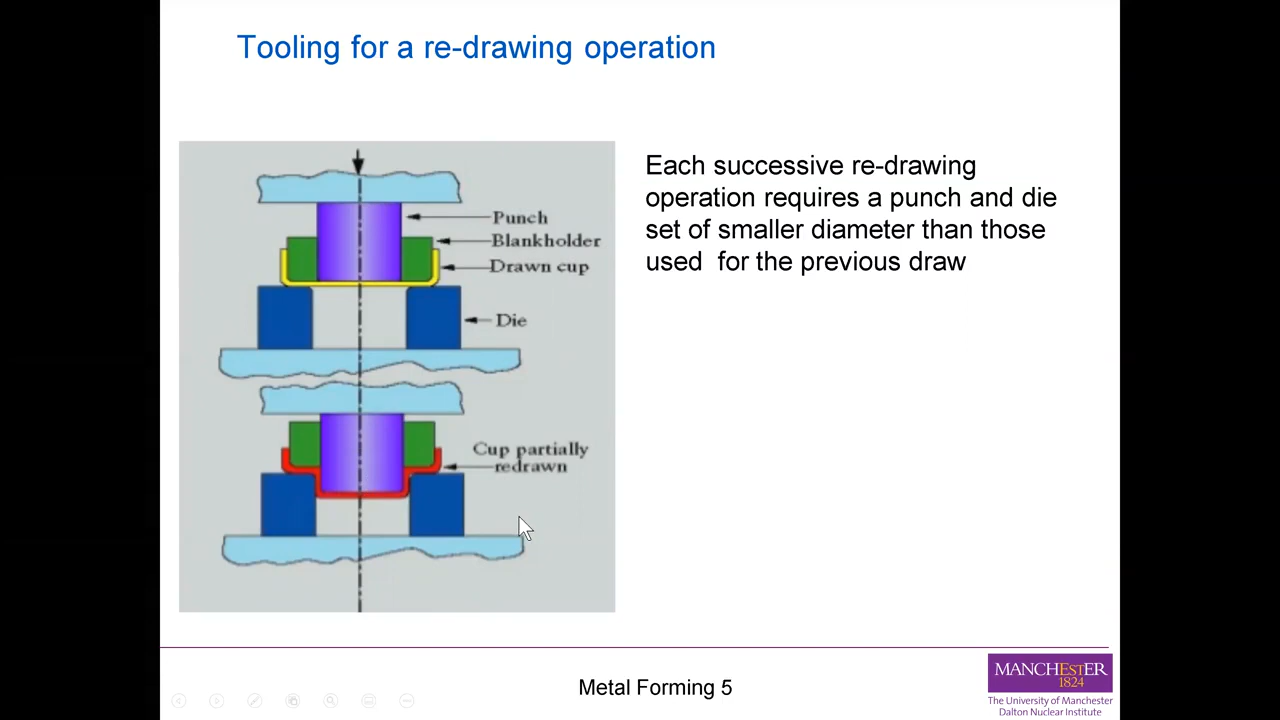 Tooling for a re-drawing operation
Each successive re-drawing
operation requires a punch and die
set of smaller diameter than those
used for the previous draw
Punch
Blankholder
Drawn cup
Die
Cup partially
redrawn
Metal Forming 5
MANCHESTER
1824
The University of Manchester
Dalton Nuclear Institute